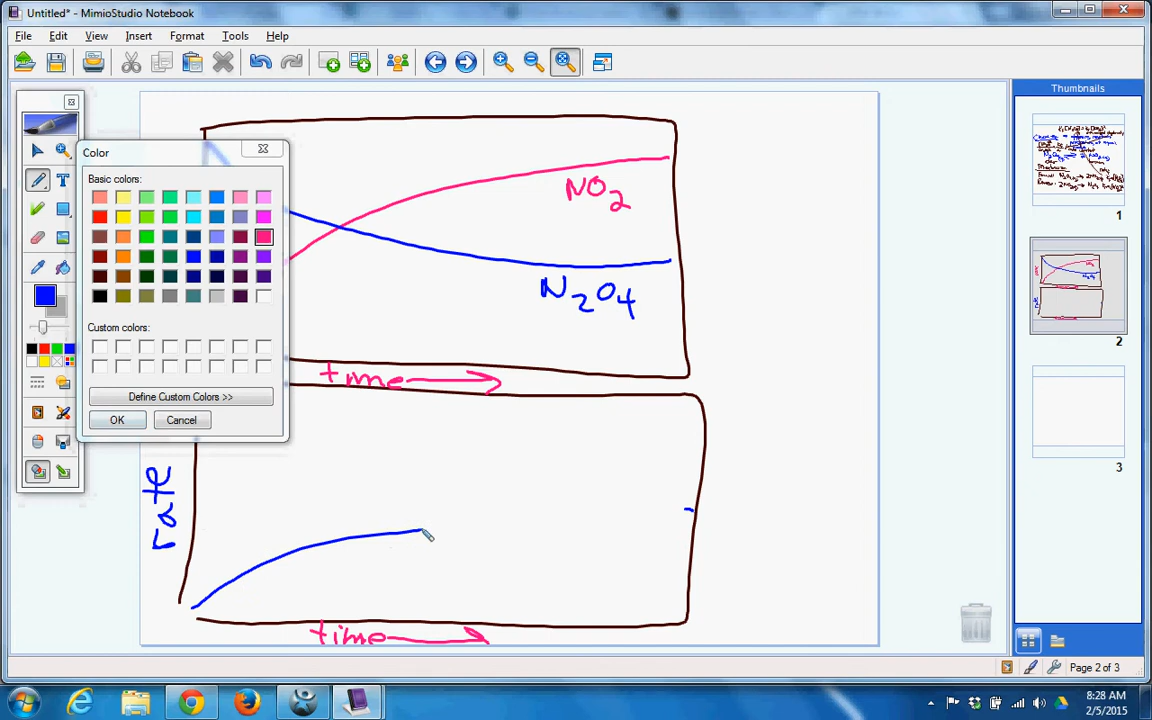 Untitled* - MimioStudio Notebook
File Edit View Insert Format Tools Help
Thumbnails
Color
Basic colors:
Custom colors:
Define Custom Colors >>
OK Cancel
NO2
N2O4
time
rate
time
1
2
3
Page 2 of 3
8:28 AM
2/5/2015